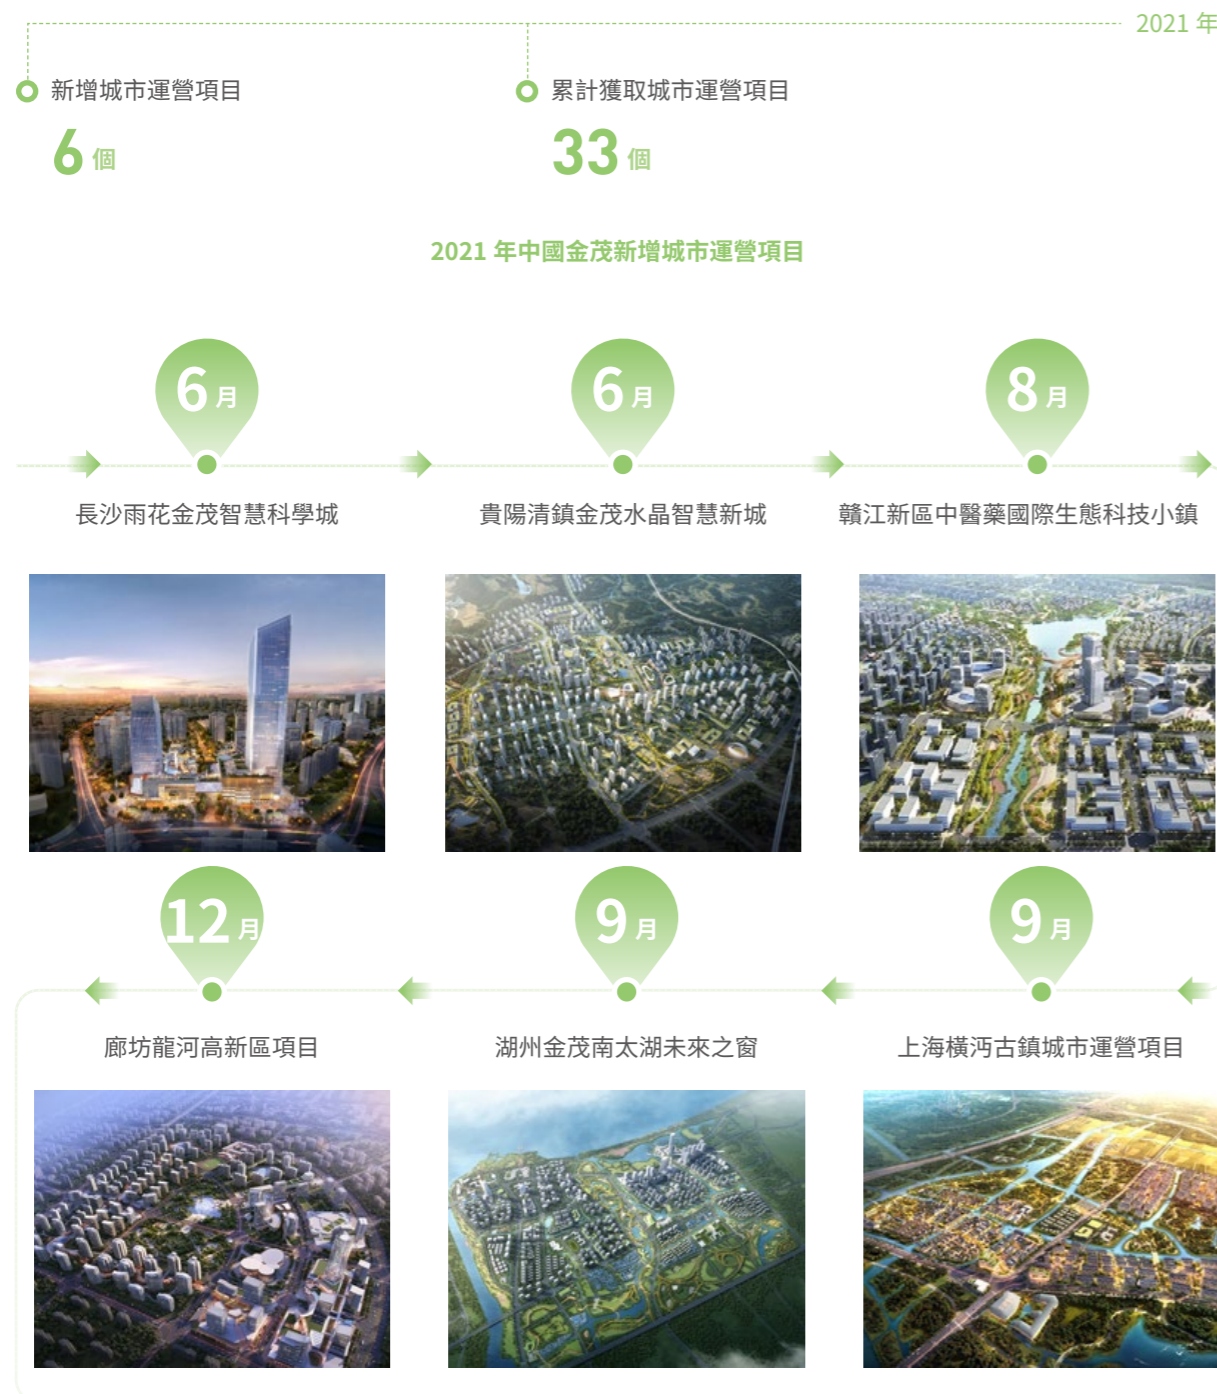 2021 年
新增城市運營項目
6 個
累計獲取城市運營項目
33 個
2021 年中國金茂新增城市運營項目
6 月
6 月
8 月
長沙雨花金茂智慧科學城
貴陽清鎮金茂水晶智慧新城
贛江新區中醫藥國際生態科技小鎮
12 月
9 月
9 月
廊坊龍河高新區項目
湖州金茂南太湖未來之窗
上海橫沔古鎮城市運營項目